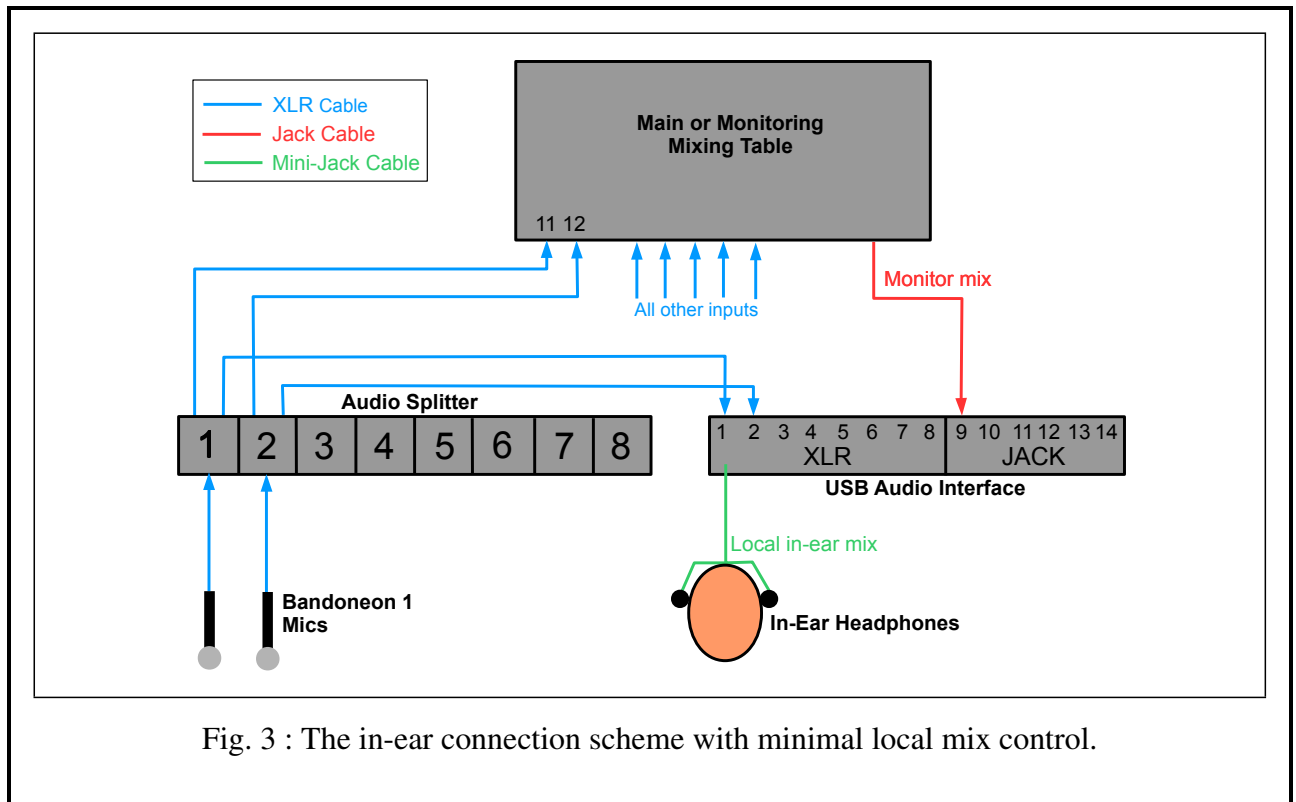 XLR Cable
Jack Cable
Mini-Jack Cable
Main or Monitoring
Mixing Table
11 12
Monitor mix
All other inputs
Audio Splitter
1 2 3 4 5 6 7 8
1 2 3 4 5 6 7 8 9 10 11 12 13 14
XLR JACK
USB Audio Interface
Local in-ear mix
Bandoneon 1
Mics
In-Ear Headphones
Fig. 3 : The in-ear connection scheme with minimal local mix control.